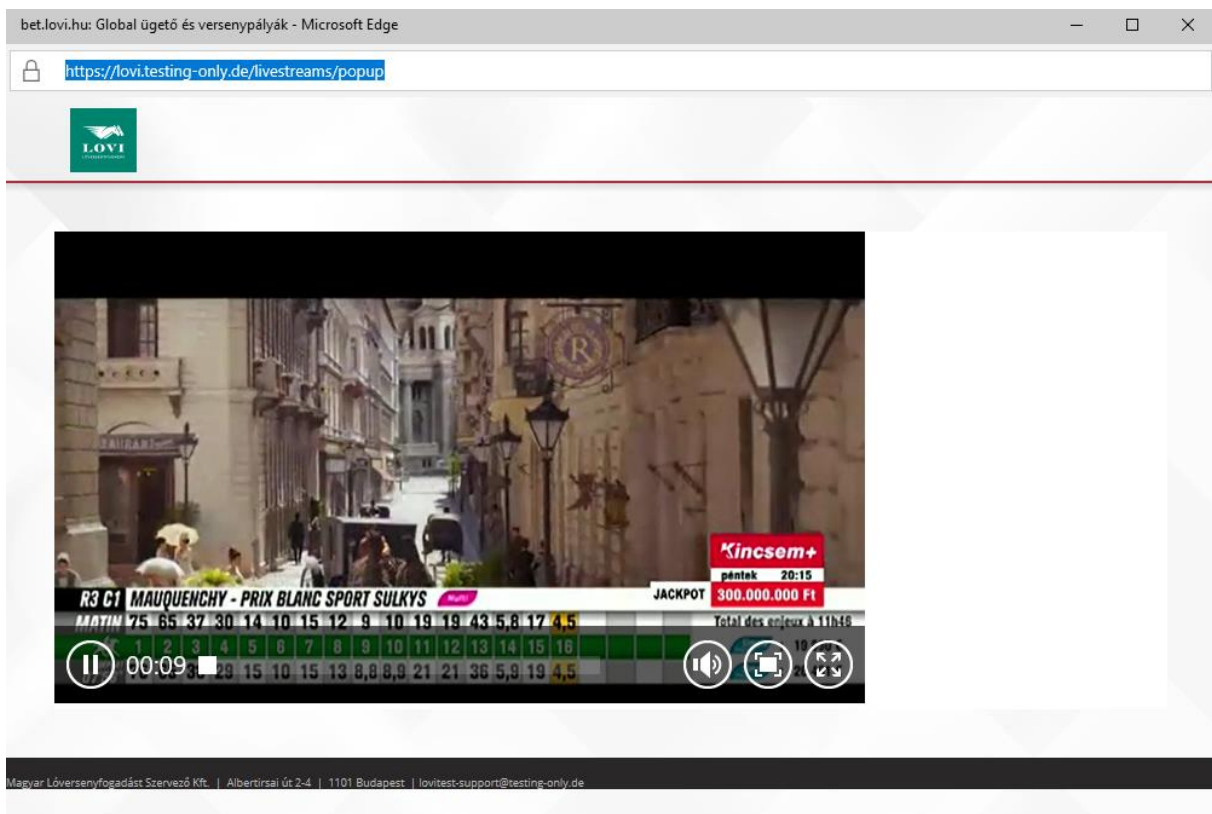 bet.lovi.hu: Global ügető és versenypályák - Microsoft Edge
https://lovi.testing-only.de/livestreams/popup
LOVI
R
RESTAURANT
Kincsem+
péntek 20:15
JACKPOT 300.000.000 Ft
R3 C1 MAUQUENCHY - PRIX BLANC SPORT SULKYS Multi
MATIN 75 65 37 30 14 10 15 12 9 10 19 19 43 5,8 17 4,5
Total des enjeux à 11h46
1 2 3 4 5 6 7 8 9 10 11 12 13 14 15 16
00:09
29 15 10 15 13 8,8 8,9 21 21 36 5,9 19 4,5
Magyar Lóversenyfogadást Szervező Kft. | Albertirsai út 2-4 | 1101 Budapest | lovitest-support@testing-only.de